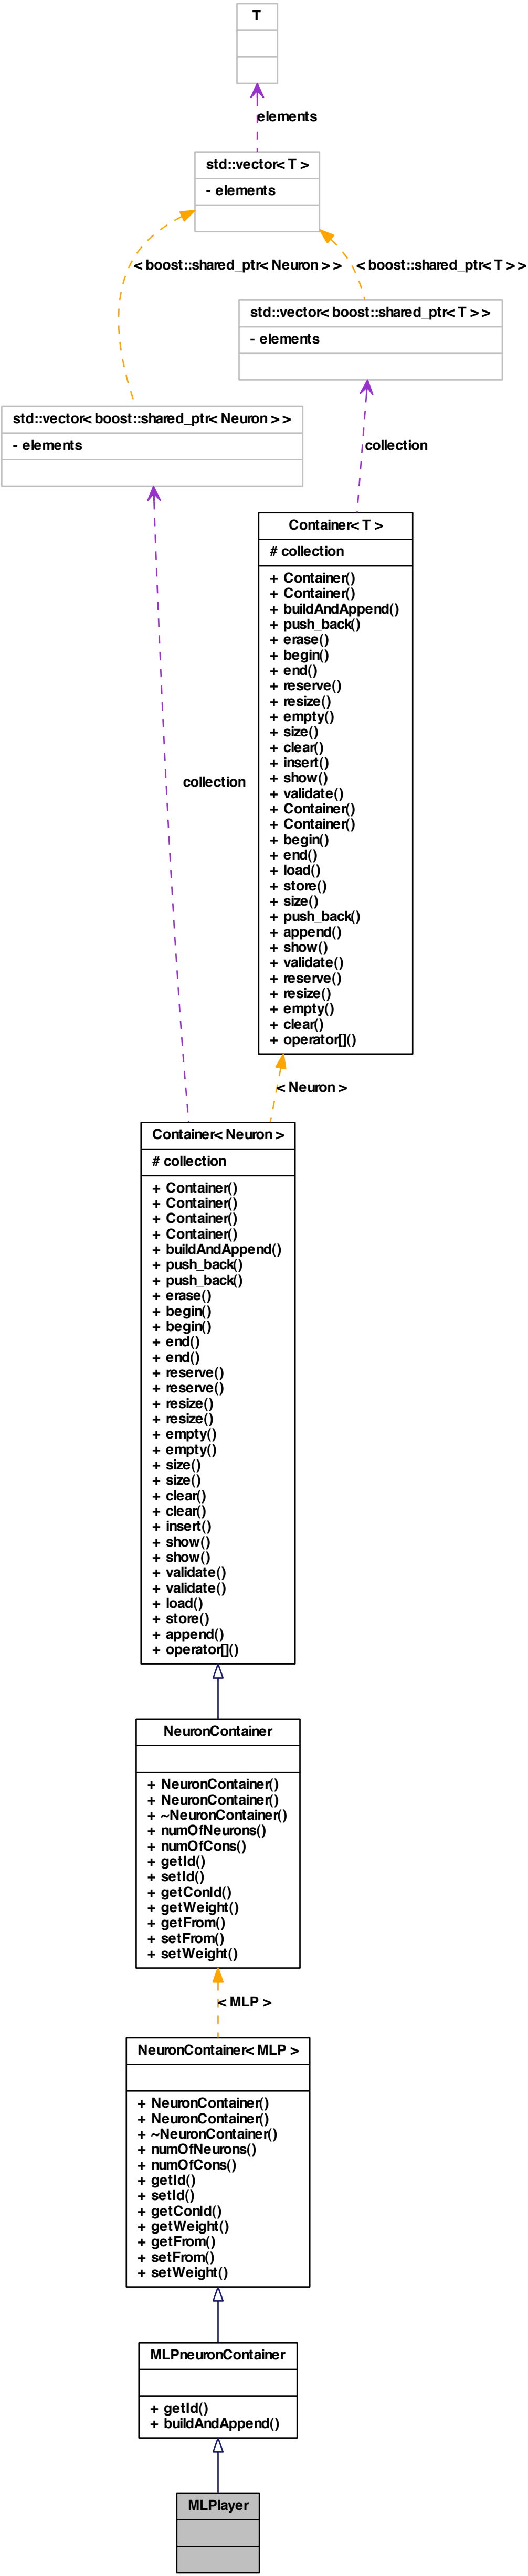 T
elements
std::vector< T >
- elements
< boost::shared_ptr< Neuron > >
< boost::shared_ptr< T > >
std::vector< boost::shared_ptr< T > >
- elements
std::vector< boost::shared_ptr< Neuron > >
- elements
collection
Container< T >
# collection
+ Container()
+ Container()
+ buildAndAppend()
+ push_back()
+ erase()
+ begin()
+ end()
+ reserve()
+ resize()
+ empty()
+ size()
+ clear()
+ insert()
+ show()
+ validate()
+ Container()
+ Container()
+ begin()
+ end()
+ load()
+ store()
+ size()
+ push_back()
+ append()
+ show()
+ validate()
+ reserve()
+ resize()
+ empty()
+ clear()
+ operator[]()
collection
< Neuron >
Container< Neuron >
# collection
+ Container()
+ Container()
+ Container()
+ Container()
+ buildAndAppend()
+ push_back()
+ push_back()
+ erase()
+ begin()
+ begin()
+ end()
+ end()
+ reserve()
+ reserve()
+ resize()
+ resize()
+ empty()
+ empty()
+ size()
+ size()
+ clear()
+ clear()
+ insert()
+ show()
+ show()
+ validate()
+ validate()
+ load()
+ store()
+ append()
+ operator[]()
NeuronContainer
+ NeuronContainer()
+ NeuronContainer()
+ ~NeuronContainer()
+ numOfNeurons()
+ numOfCons()
+ getId()
+ setId()
+ getConId()
+ getWeight()
+ getFrom()
+ setFrom()
+ setWeight()
< MLP >
NeuronContainer< MLP >
+ NeuronContainer()
+ NeuronContainer()
+ ~NeuronContainer()
+ numOfNeurons()
+ numOfCons()
+ getId()
+ setId()
+ getConId()
+ getWeight()
+ getFrom()
+ setFrom()
+ setWeight()
MLPneuronContainer
+ getId()
+ buildAndAppend()
MLPlayer